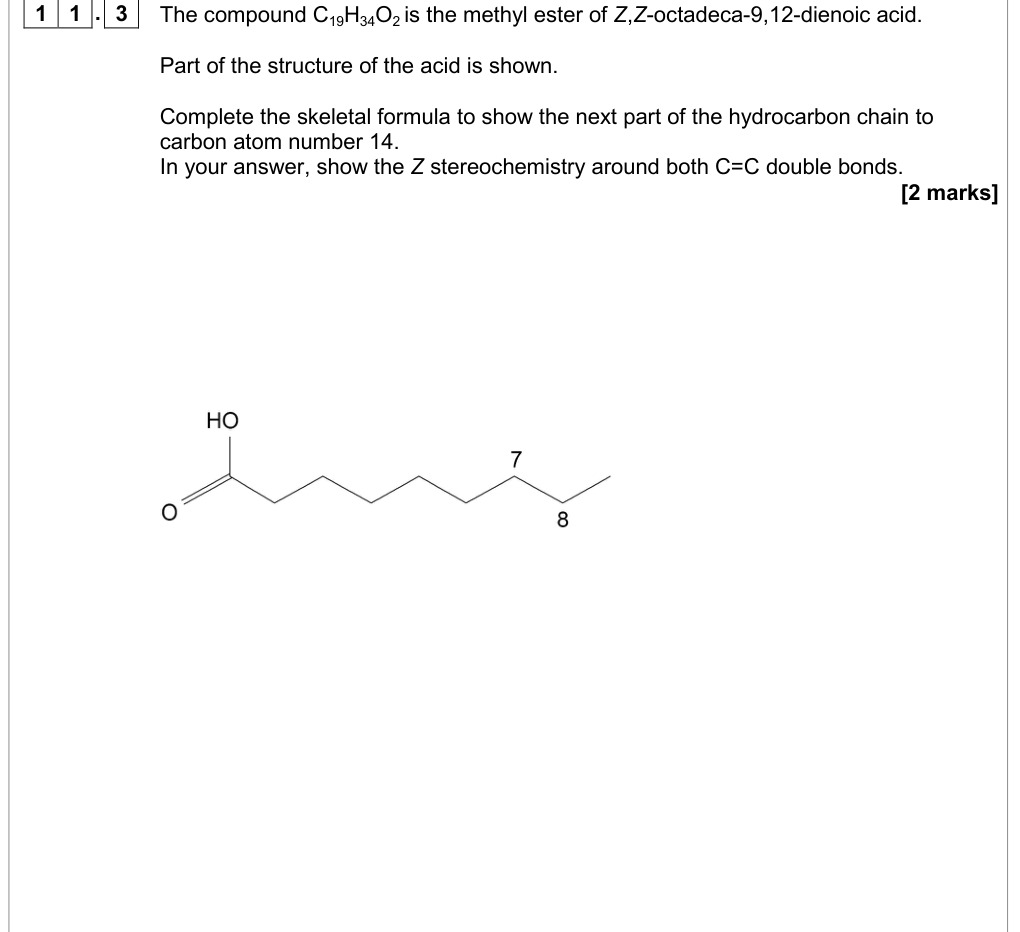 1 1 . 3 The compound C₁₉H₃₄O₂ is the methyl ester of Z,Z-octadeca-9,12-dienoic acid.
Part of the structure of the acid is shown.
Complete the skeletal formula to show the next part of the hydrocarbon chain to
carbon atom number 14.
In your answer, show the Z stereochemistry around both C=C double bonds.
[2 marks]
HO
7
O
8